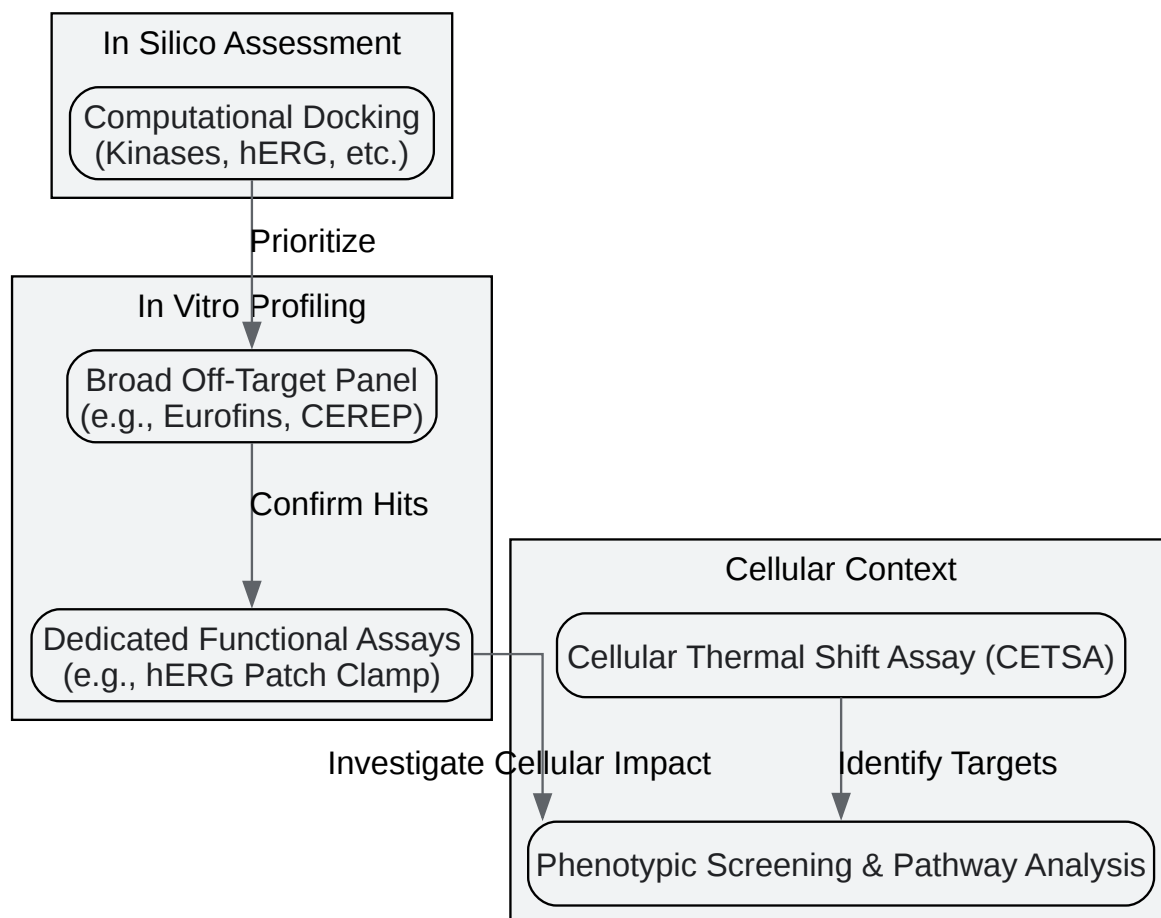 In Silico Assessment
Computational Docking
(Kinases, hERG, etc.)
Prioritize
In Vitro Profiling
Broad Off-Target Panel
(e.g., Eurofins, CEREP)
Confirm Hits
Dedicated Functional Assays
(e.g., hERG Patch Clamp)
Cellular Context
Cellular Thermal Shift Assay (CETSA)
Investigate Cellular Impact
Identify Targets
Phenotypic Screening & Pathway Analysis